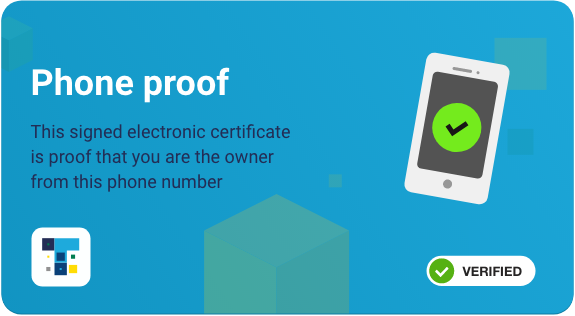 Phone proof
This signed electronic certificate
is proof that you are the owner
from this phone number
VERIFIED